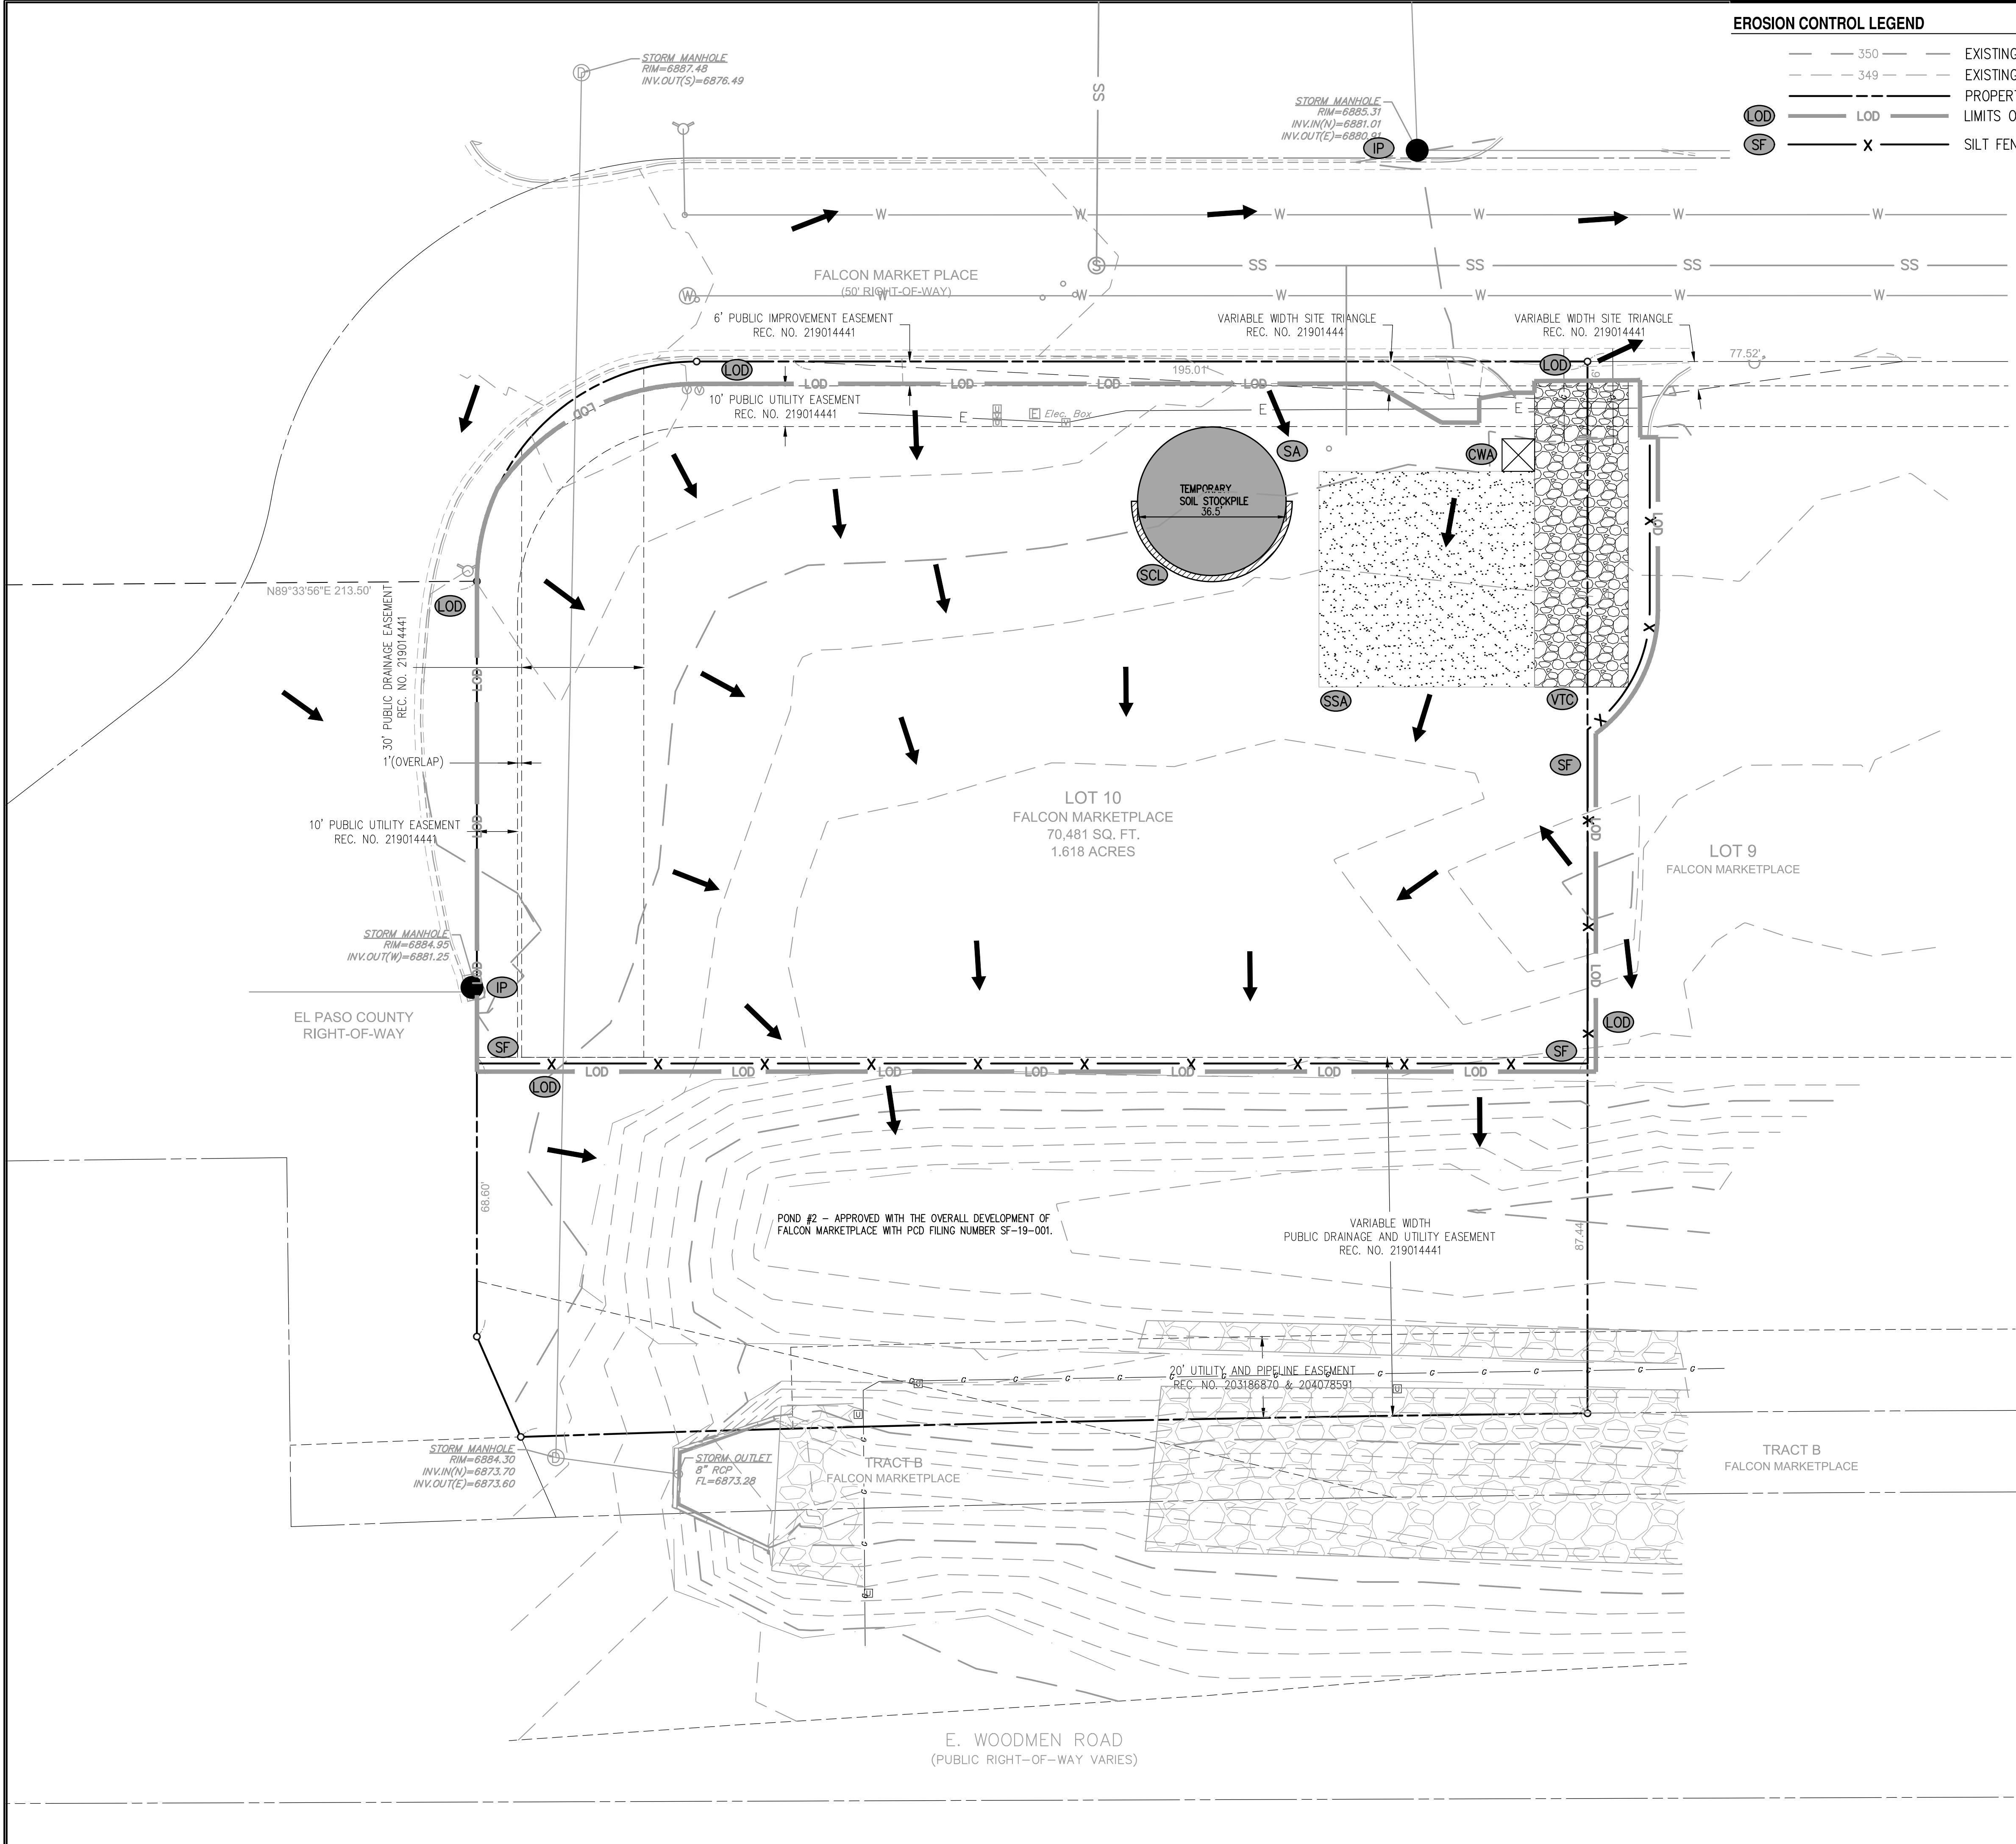 EROSION CONTROL LEGEND
350
EXISTING
349
EXISTING
PROPERT
LOD
LOD
LIMITS O
SF
X
SILT FEN
STORM MANHOLE
RIM=6887.48
INV.OUT(S)=6876.49
D
SS
STORM MANHOLE
RIM=6885.31
INV.IN(N)=6881.01
INV.OUT(E)=6880.91
IP
W W W W W W
FALCON MARKET PLACE
(50' RIGHT-OF-WAY)
S SS SS SS SS
W W W W W W W
6' PUBLIC IMPROVEMENT EASEMENT
REC. NO. 219014441
VARIABLE WIDTH SITE TRIANGLE
REC. NO. 219014441
VARIABLE WIDTH SITE TRIANGLE
REC. NO. 219014441
77.52'
LOD
LOD
195.01'
LOD LOD LOD LOD
LOD
10' PUBLIC UTILITY EASEMENT
REC. NO. 219014441
V V
E
U
V
U
E Elec. Box
V
E
E
G
G
SA
CWA
TEMPORARY
SOIL STOCKPILE
36.5'
SCL
X
LOD
N89°33'56"E 213.50'
LOD
30' PUBLIC DRAINAGE EASEMENT
REC. NO. 219014441
LOD
X
SSA
VTC
X
1'(OVERLAP)
SF
10' PUBLIC UTILITY EASEMENT
REC. NO. 219014441
LOD
LOT 10
FALCON MARKETPLACE
70,481 SQ. FT.
1.618 ACRES
X
LOD
LOT 9
FALCON MARKETPLACE
X
STORM MANHOLE
RIM=6884.95
INV.OUT(W)=6881.25
LOD
IP
LOD
EL PASO COUNTY
RIGHT-OF-WAY
LOD
X
SF
SF
X X X X X X X X X X
LOD LOD LOD LOD LOD LOD LOD
LOD
68.60'
POND #2 - APPROVED WITH THE OVERALL DEVELOPMENT OF
FALCON MARKETPLACE WITH PCD FILING NUMBER SF-19-001.
VARIABLE WIDTH
PUBLIC DRAINAGE AND UTILITY EASEMENT
REC. NO. 219014441
87.44'
20' UTILITY AND PIPELINE EASEMENT
REC. NO. 203186870 & 204078591
G G G G G G G G G G G G G G G G
U
U
U
STORM MANHOLE
RIM=6884.30
INV.IN(N)=6873.70
INV.OUT(E)=6873.60
D
STORM OUTLET
8" RCP
FL=6873.28
TRACT B
FALCON MARKETPLACE
TRACT B
FALCON MARKETPLACE
G
G
G
G
U
E. WOODMEN ROAD
(PUBLIC RIGHT-OF-WAY VARIES)